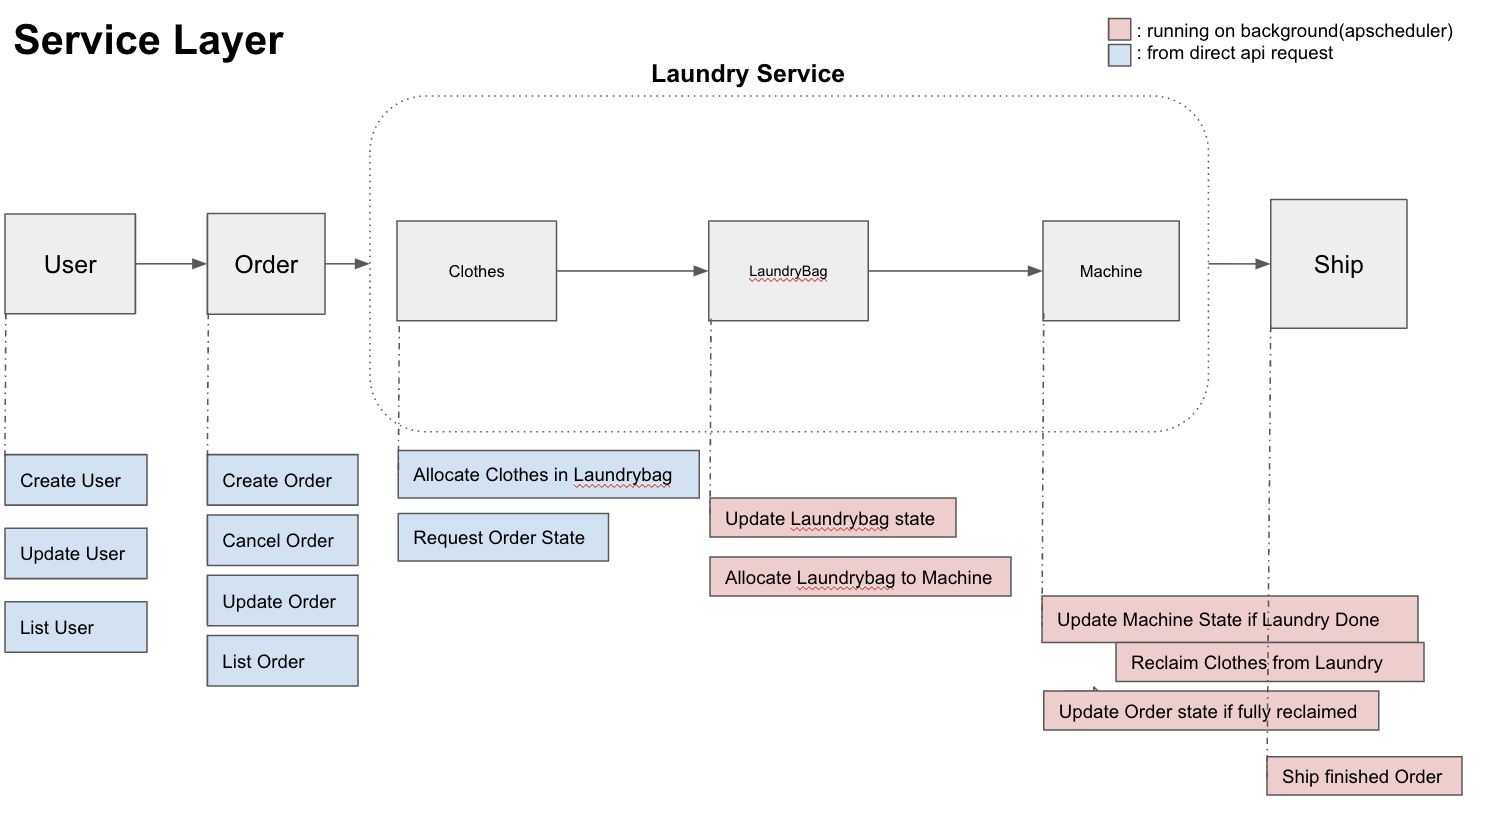 Service Layer
: running on background(apscheduler)
: from direct api request
Laundry Service
User
Order
Clothes
LaundryBag
Machine
Ship
Create User
Update User
List User
Create Order
Cancel Order
Update Order
List Order
Allocate Clothes in Laundrybag
Request Order State
Update Laundrybag state
Allocate Laundrybag to Machine
Update Machine State if Laundry Done
Reclaim Clothes from Laundry
Update Order state if fully reclaimed
Ship finished Order